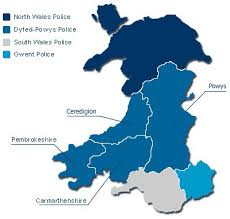 North Wales Police
Dyfed-Powys Police
South Wales Police
Gwent Police
Powys
Ceredigion
Pembrokeshire
Carmarthenshire